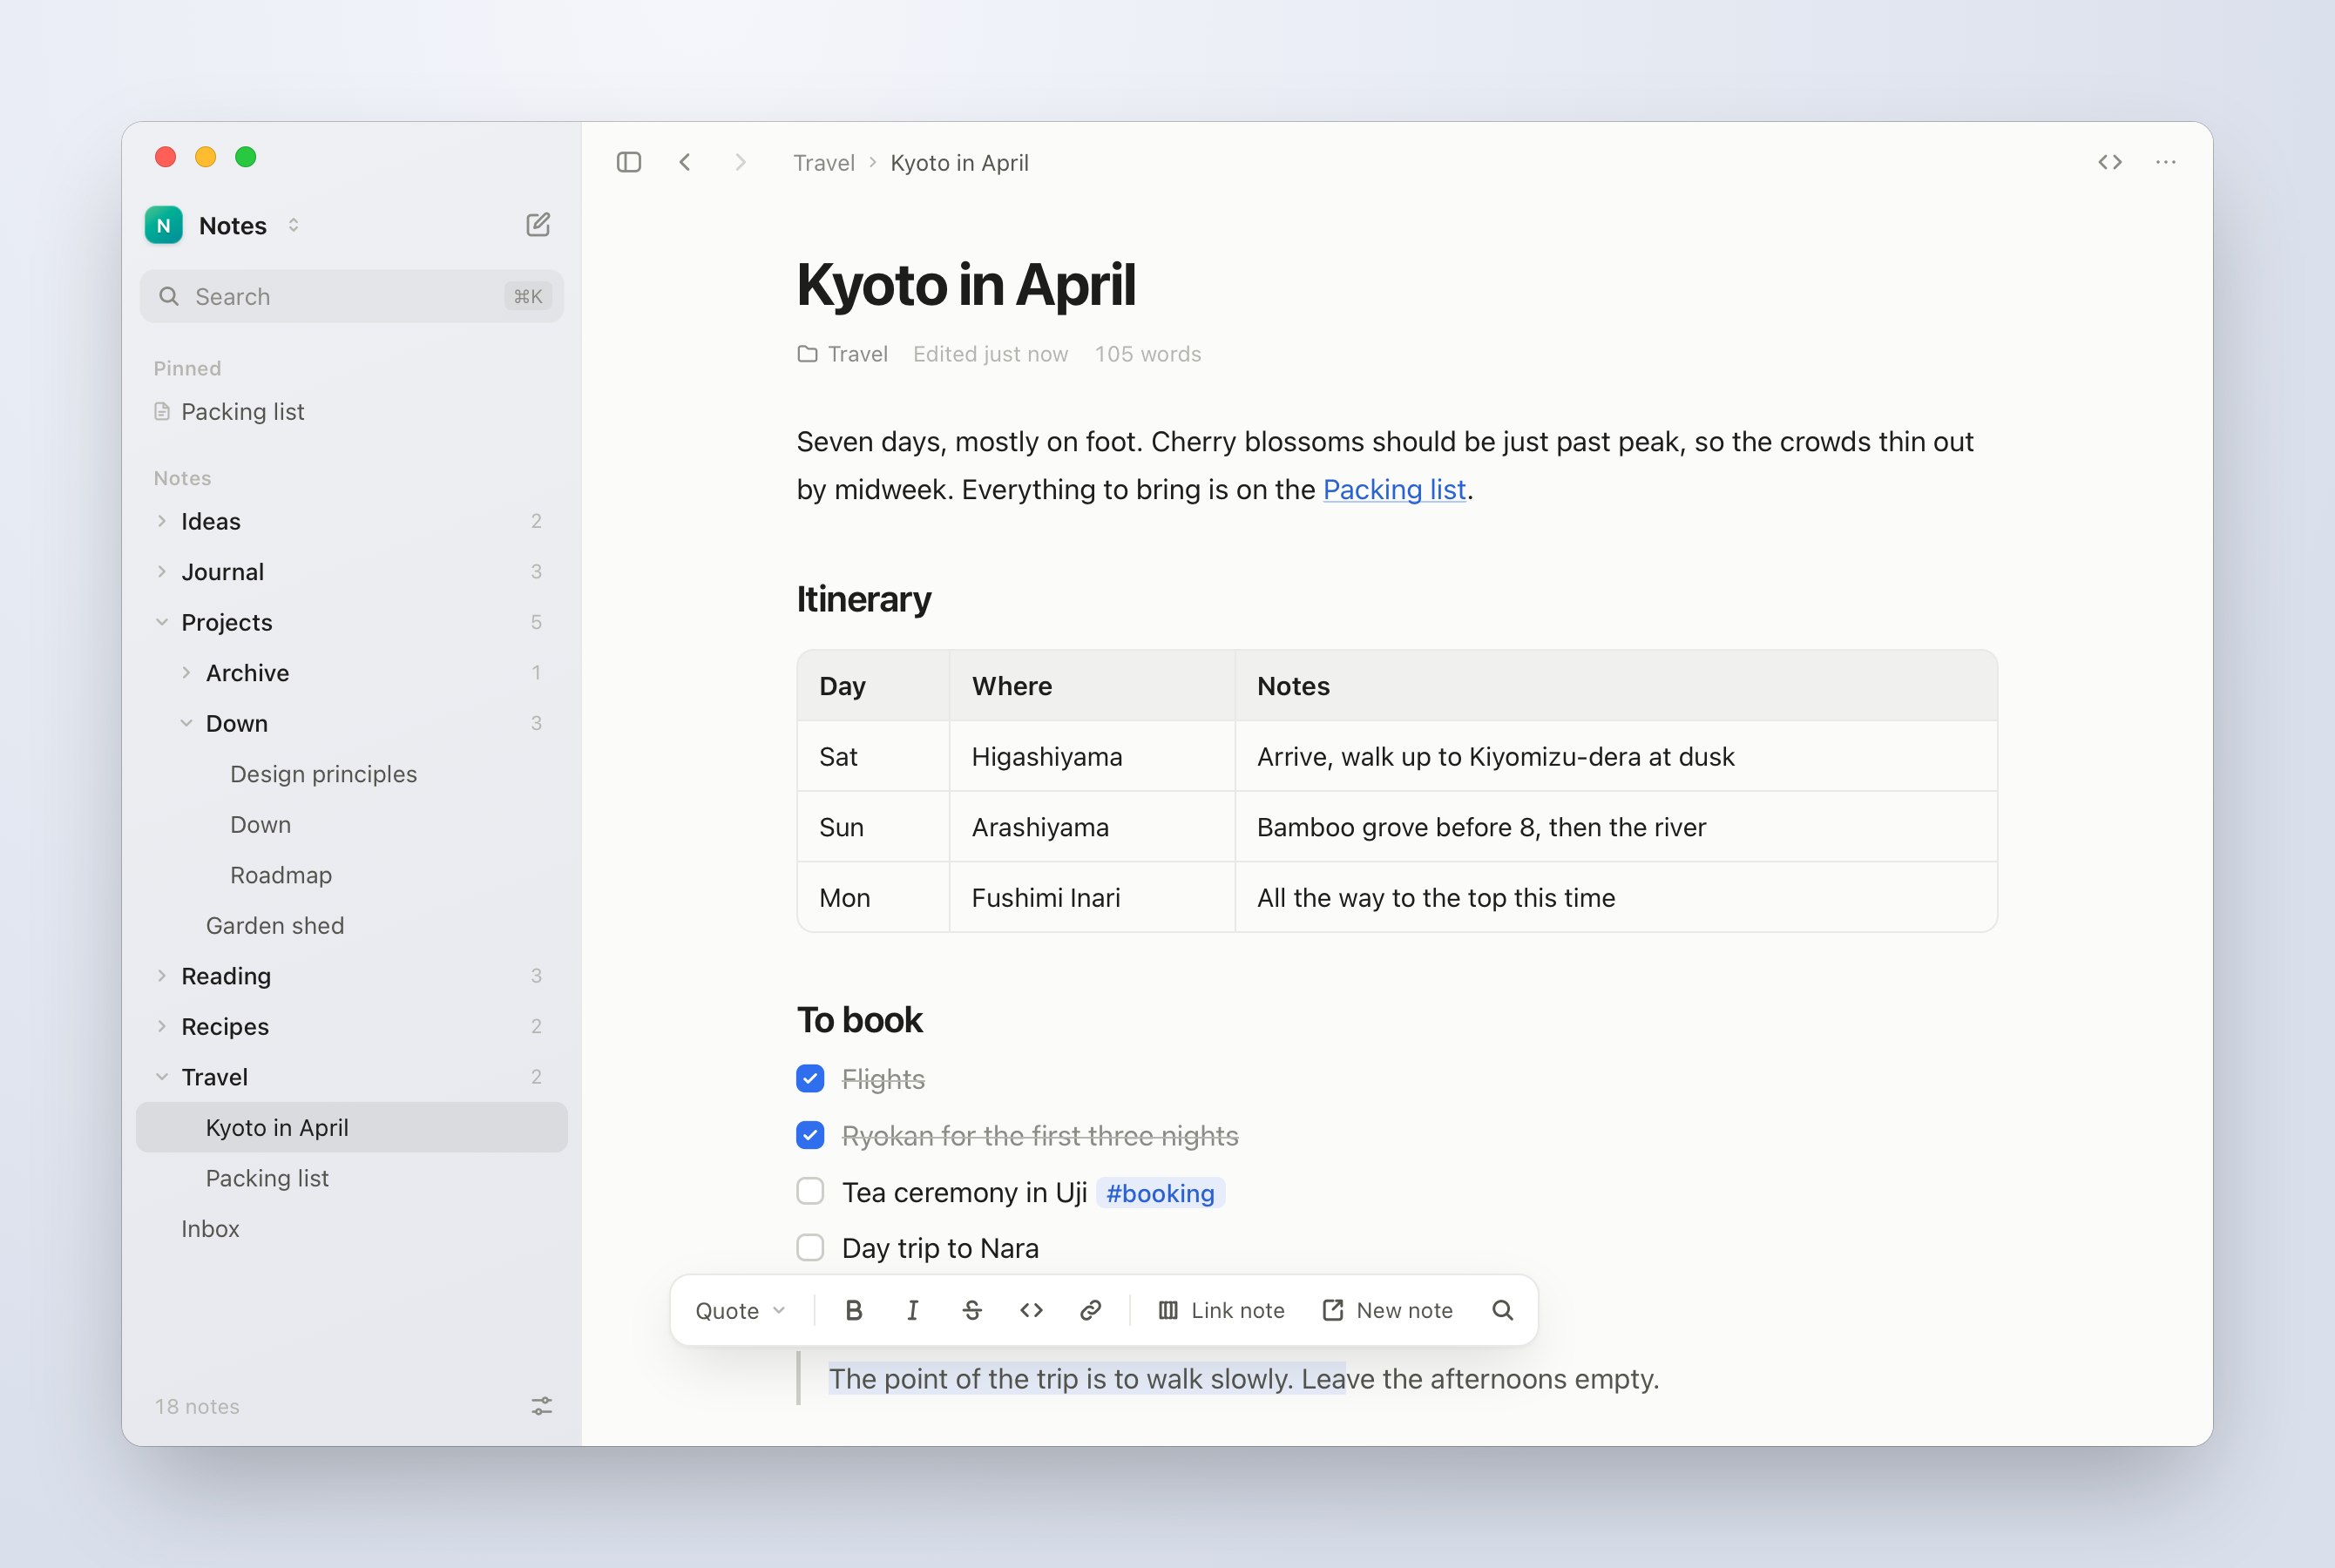 N Notes
Search ⌘K
Pinned
Packing list
Notes
Ideas 2
Journal 3
Projects 5
Archive 1
Down 3
Design principles
Down
Roadmap
Garden shed
Reading 3
Recipes 2
Travel 2
Kyoto in April
Packing list
Inbox
18 notes
Travel › Kyoto in April
Kyoto in April
Travel Edited just now 105 words
Seven days, mostly on foot. Cherry blossoms should be just past peak, so the crowds thin out
by midweek. Everything to bring is on the Packing list.
Itinerary
Day Where Notes
Sat Higashiyama Arrive, walk up to Kiyomizu-dera at dusk
Sun Arashiyama Bamboo grove before 8, then the river
Mon Fushimi Inari All the way to the top this time
To book
Flights
Ryokan for the first three nights
Tea ceremony in Uji #booking
Day trip to Nara
Quote B I S Link note New note
The point of the trip is to walk slowly. Leave the afternoons empty.